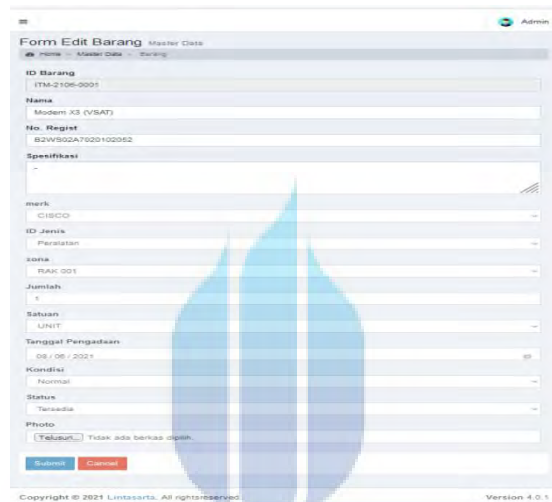 Admin
Form Edit Barang Master Data
Home > Master Data > Barang
ID Barang
ITM-2106-0001
Nama
Modem X3 (VSAT)
No. Regist
B2WS02A7020102052
Spesifikasi
-
merk
CISCO
ID Jenis
Peralatan
zona
RAK 001
Jumlah
1
Satuan
UNIT
Tanggal Pengadaan
09 / 06 / 2021
Kondisi
Normal
Status
Tersedia
Photo
Telusuri... Tidak ada berkas dipilih.
Submit Cancel
Copyright © 2021 Lintasarta. All rights reserved. Version 4.0.1